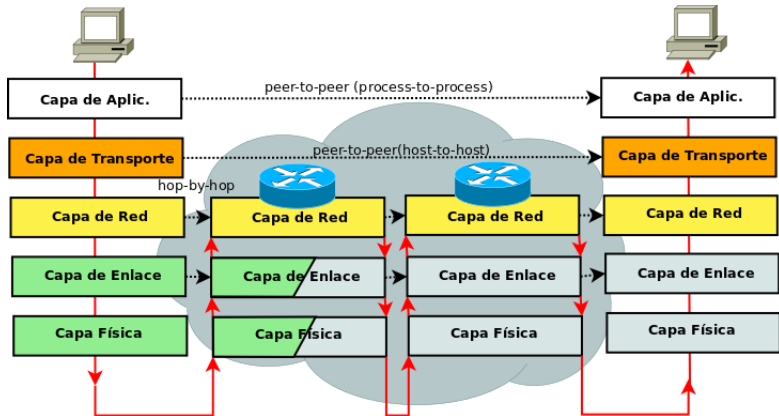 peer-to-peer (process-to-process)
Capa de Aplic.
Capa de Aplic.
peer-to-peer(host-to-host)
Capa de Transporte
Capa de Transporte
hop-by-hop
Capa de Red
Capa de Red
Capa de Red
Capa de Red
Capa de Enlace
Capa de Enlace
Capa de Enlace
Capa de Enlace
Capa Física
Capa Física
Capa Física
Capa Física